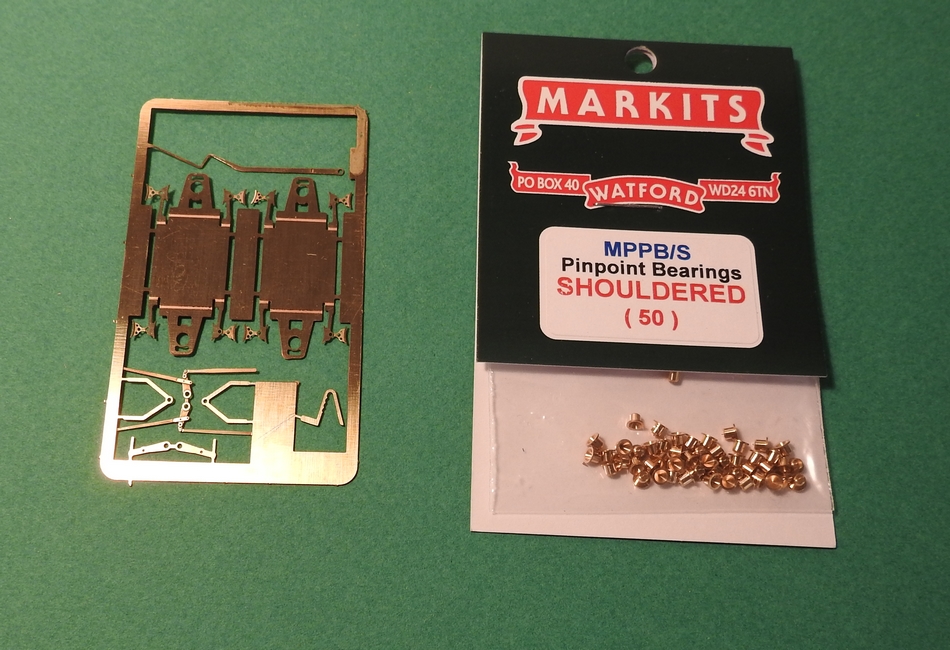 MARKITS
PO BOX 40 WATFORD WD24 6TN
MPPB/S
Pinpoint Bearings
SHOULDERED
( 50 )